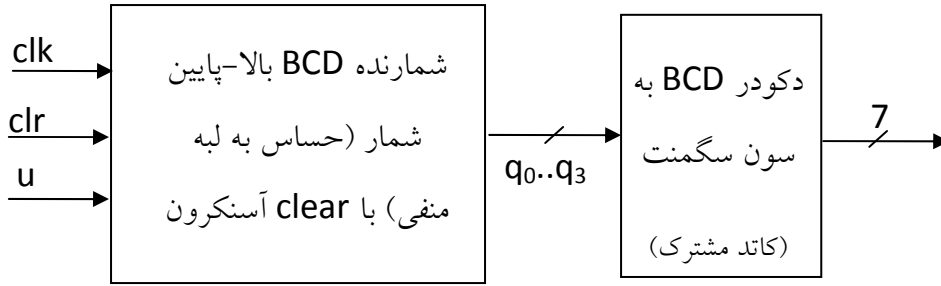 clk
clr
u
شمارنده BCD بالا-پایین
شمار (حساس به لبه
منفی) با clear آسنکرون
q₀..q₃
دکودر BCD به
سون سگمنت
(کاتد مشترک)
7